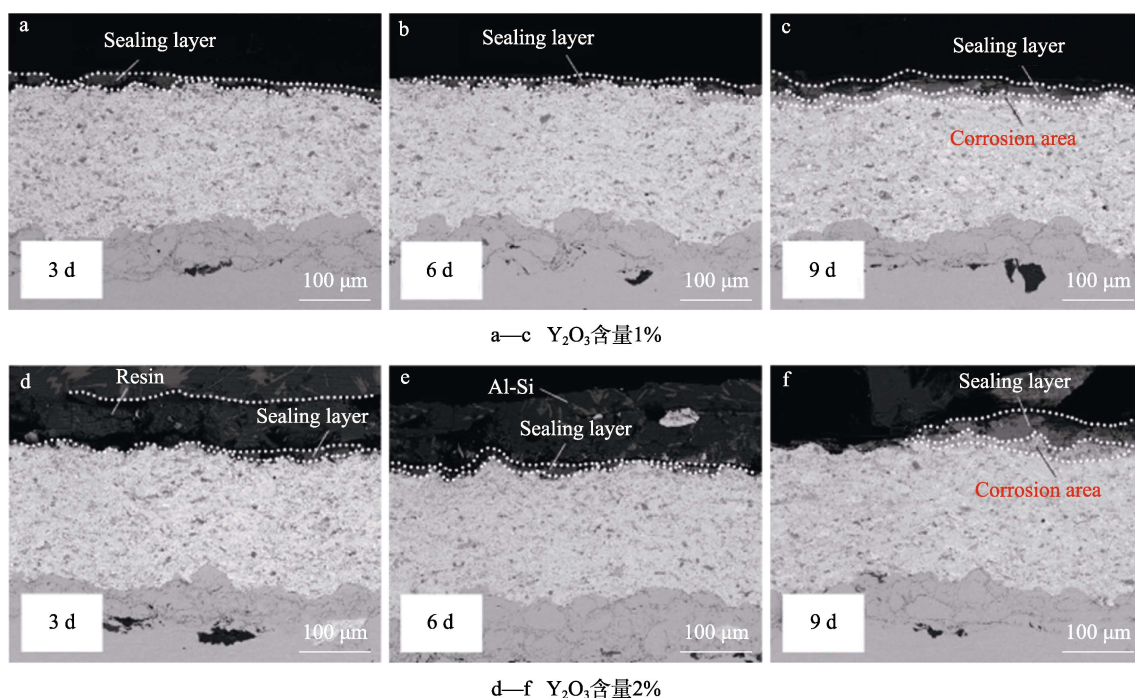 a
Sealing layer
3 d
100 μm
b
Sealing layer
6 d
100 μm
c
Sealing layer
Corrosion area
9 d
100 μm
a—c Y₂O₃含量1%
d
Resin
Sealing layer
3 d
100 μm
e
Al-Si
Sealing layer
6 d
100 μm
f
Sealing layer
Corrosion area
9 d
100 μm
d—f Y₂O₃含量2%